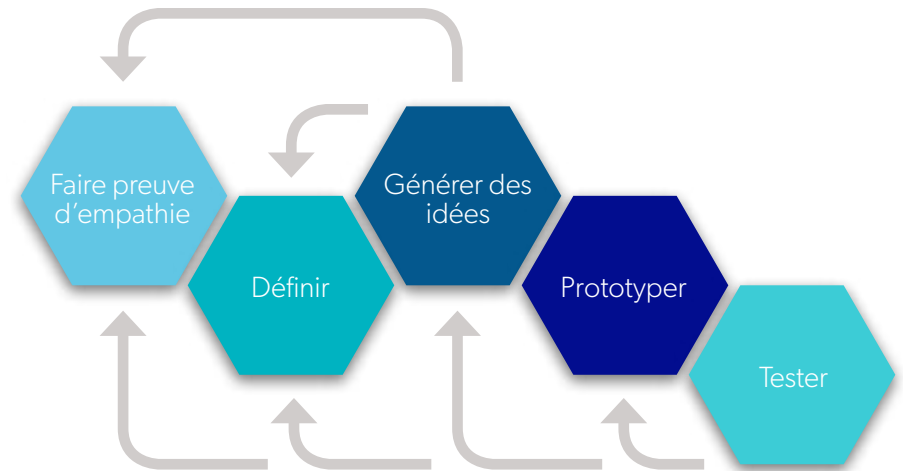 Faire preuve
d’empathie
Définir
Générer des
idées
Prototyper
Tester